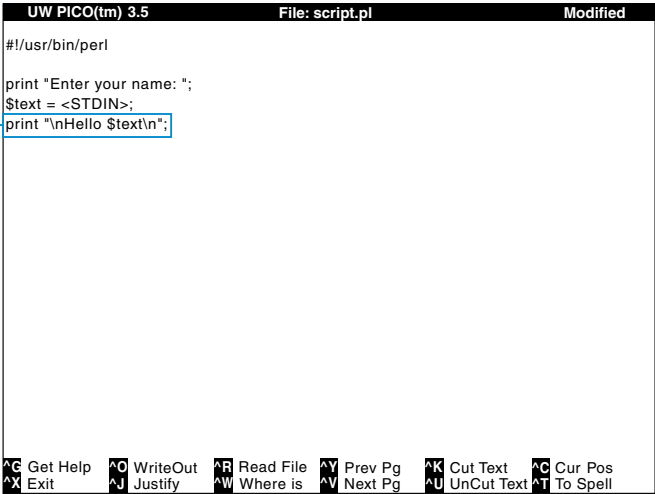 UW PICO(tm) 3.5 File: script.pl Modified
#!/usr/bin/perl
print "Enter your name: ";
$text = <STDIN>;
print "\nHello $text\n";
^G Get Help ^O WriteOut ^R Read File ^Y Prev Pg ^K Cut Text ^C Cur Pos
^X Exit ^J Justify ^W Where is ^V Next Pg ^U UnCut Text ^T To Spell